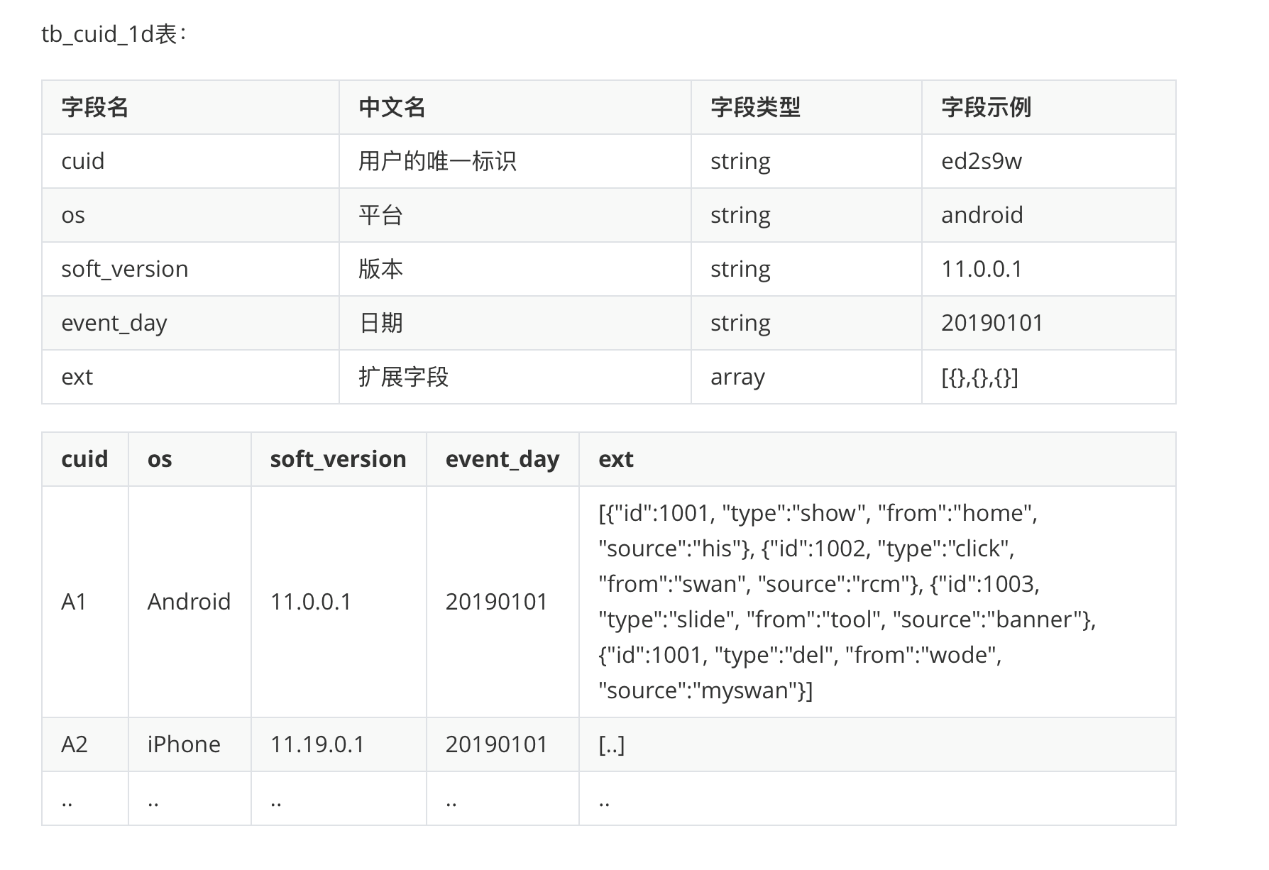 tb_cuid_1d表：
字段名 中文名 字段类型 字段示例
cuid 用户的唯一标识 string ed2s9w
os 平台 string android
soft_version 版本 string 11.0.0.1
event_day 日期 string 20190101
ext 扩展字段 array [{},{},{}]
cuid os soft_version event_day ext
[{"id":1001, "type":"show", "from":"home",
"source":"his"}, {"id":1002, "type":"click",
"from":"swan", "source":"rcm"}, {"id":1003,
A1 Android 11.0.0.1 20190101
"type":"slide", "from":"tool", "source":"banner"},
{"id":1001, "type":"del", "from":"wode",
"source":"myswan"}]
A2 iPhone 11.19.0.1 20190101 [..]
.. .. .. .. ..